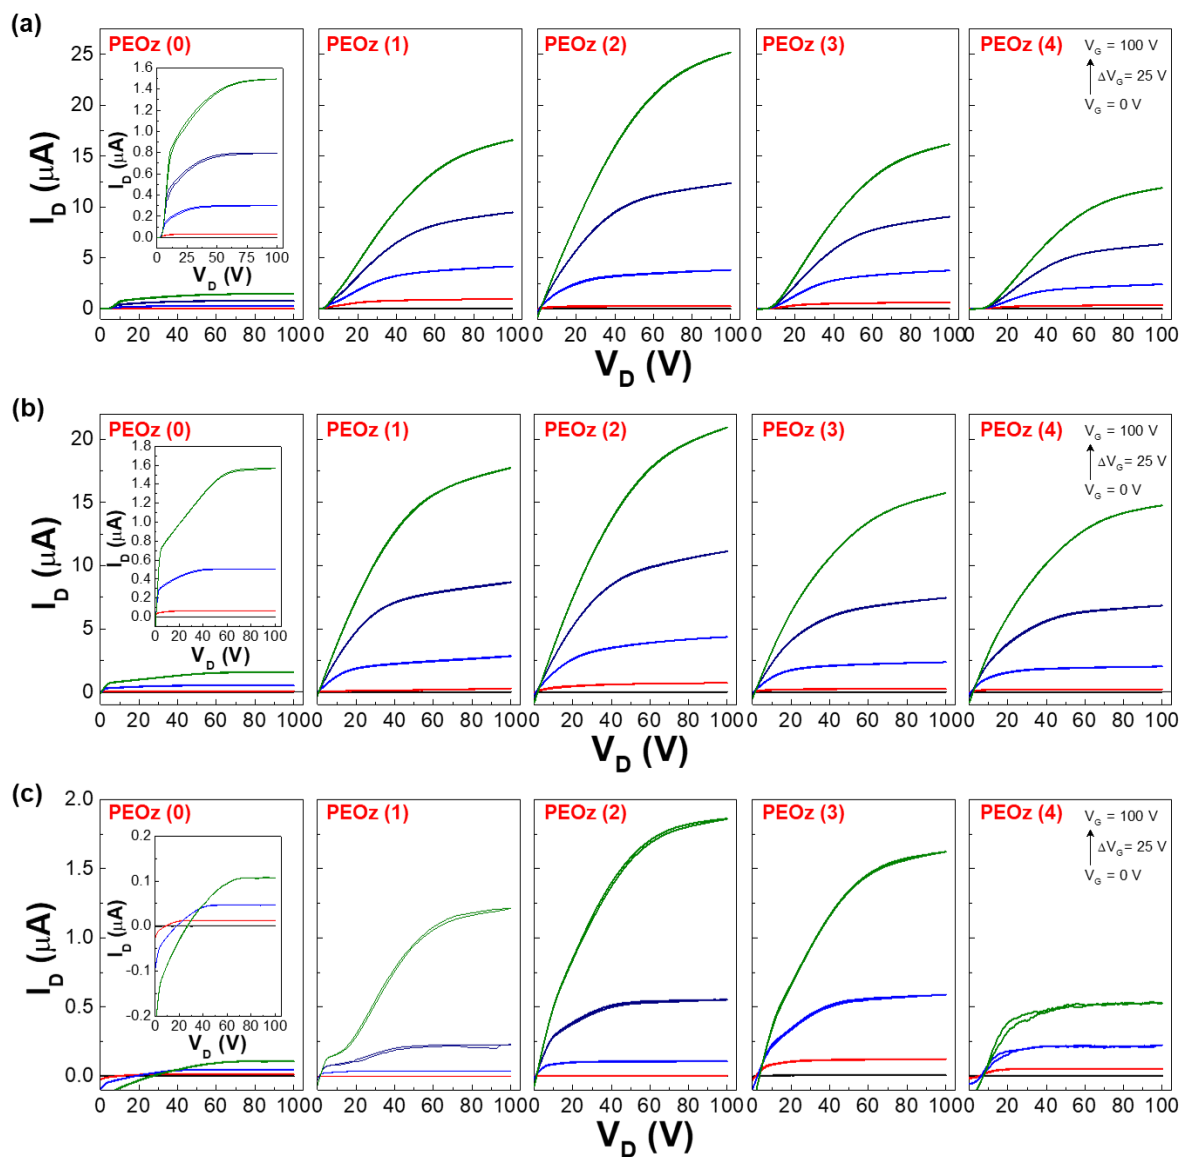 (a)
PEOz (0)
PEOz (1)
PEOz (2)
PEOz (3)
PEOz (4)
V_G = 100 V
ΔV_G = 25 V
V_G = 0 V
I_D (μA)
25
20
15
10
5
0
I_D (μA)
1.6
1.4
1.2
1.0
0.8
0.6
0.4
0.2
0.0
0 25 50 75 100
V_D (V)
0 20 40 60 80 100
0 20 40 60 80 100
0 20 40 60 80 100
0 20 40 60 80 100
0 20 40 60 80 100
V_D (V)
(b)
PEOz (0)
PEOz (1)
PEOz (2)
PEOz (3)
PEOz (4)
V_G = 100 V
ΔV_G = 25 V
V_G = 0 V
I_D (μA)
20
15
10
5
0
I_D (μA)
1.8
1.6
1.4
1.2
1.0
0.8
0.6
0.4
0.2
0.0
0 20 40 60 80 100
V_D (V)
0 20 40 60 80 100
0 20 40 60 80 100
0 20 40 60 80 100
0 20 40 60 80 100
0 20 40 60 80 100
V_D (V)
(c)
PEOz (0)
PEOz (1)
PEOz (2)
PEOz (3)
PEOz (4)
V_G = 100 V
ΔV_G = 25 V
V_G = 0 V
I_D (μA)
2.0
1.5
1.0
0.5
0.0
I_D (μA)
0.2
0.1
0.0
-0.1
-0.2
0 20 40 60 80 100
V_D (V)
0 20 40 60 80 100
0 20 40 60 80 100
0 20 40 60 80 100
0 20 40 60 80 100
0 20 40 60 80 100
V_D (V)